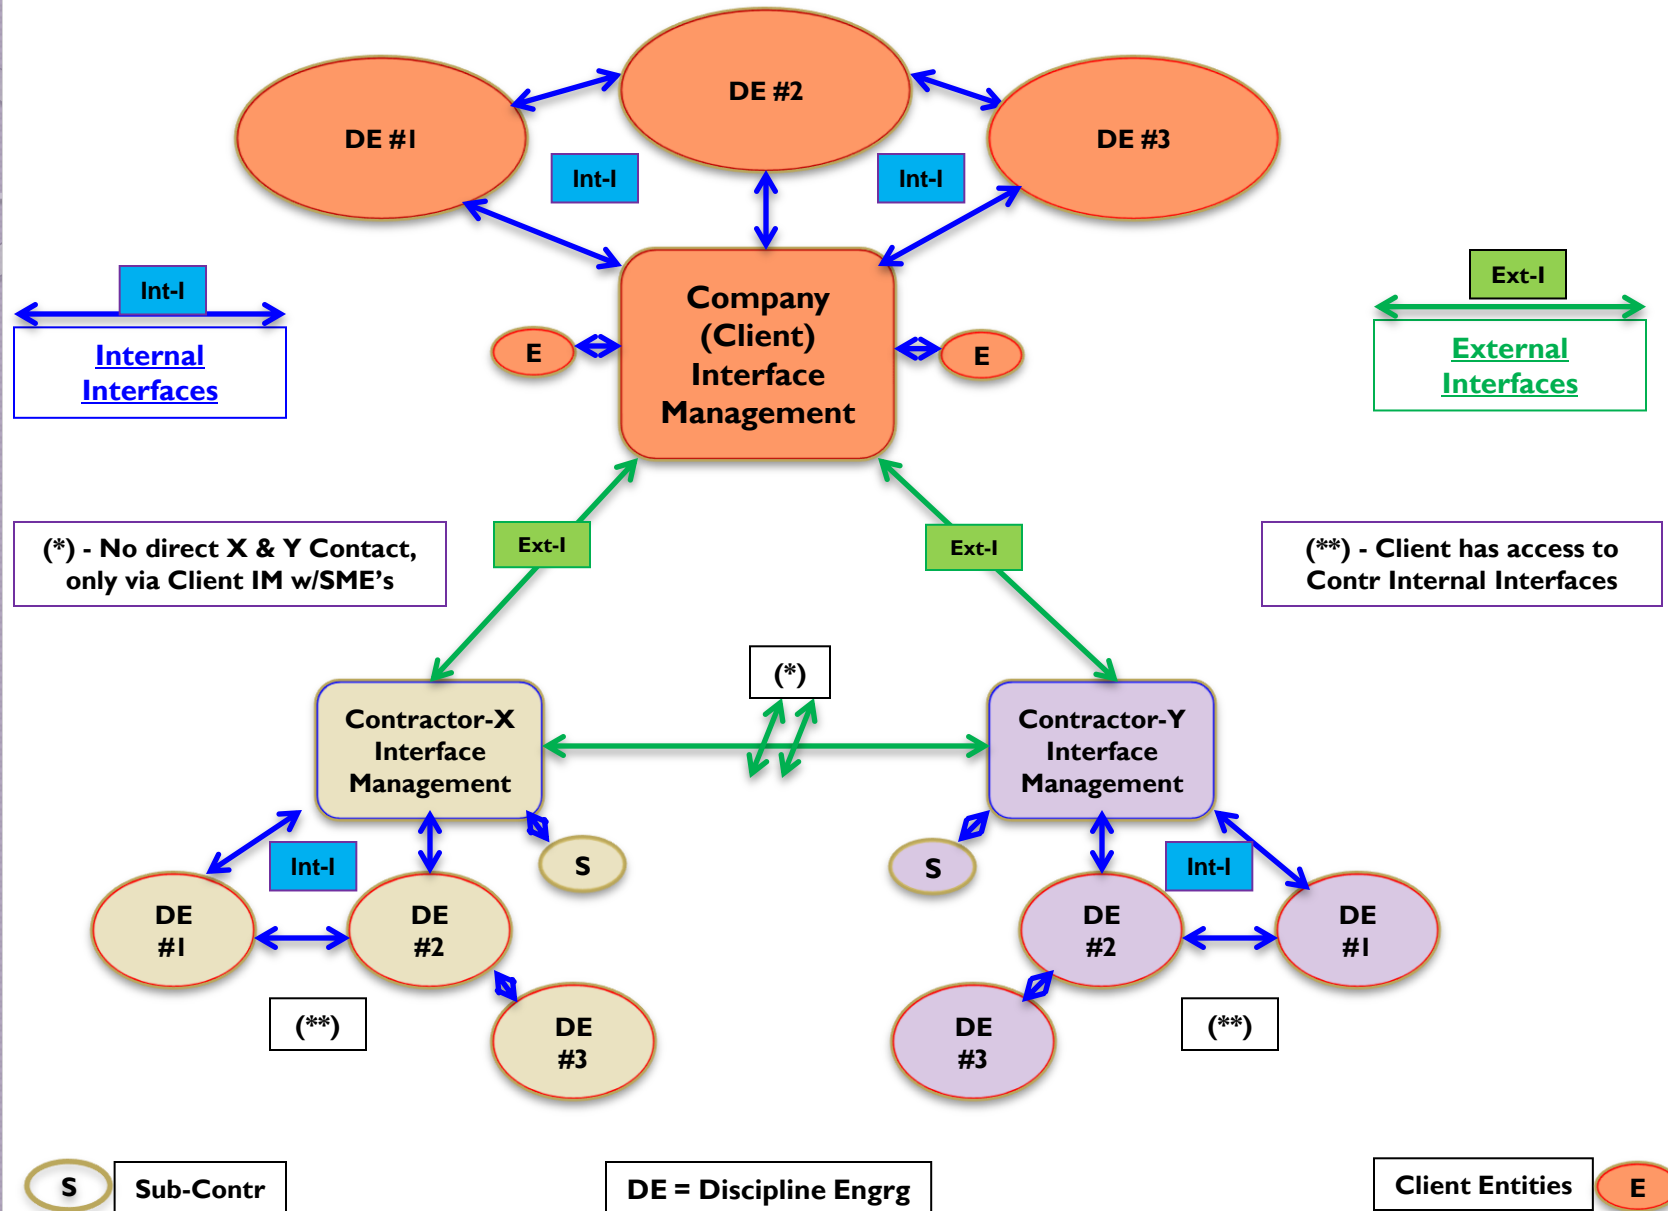 DE #2
DE #1
DE #3
Int-I
Int-I
Int-I
Internal
Interfaces
Ext-I
External
Interfaces
Company
(Client)
Interface
Management
E
E
(*) - No direct X & Y Contact,
only via Client IM w/SME's
Ext-I
Ext-I
(**) - Client has access to
Contr Internal Interfaces
(*)
Contractor-X
Interface
Management
Contractor-Y
Interface
Management
Int-I
S
S
Int-I
DE
#1
DE
#2
DE
#2
DE
#1
(**)
DE
#3
DE
#3
(**)
S
Sub-Contr
DE = Discipline Engrg
Client Entities
E